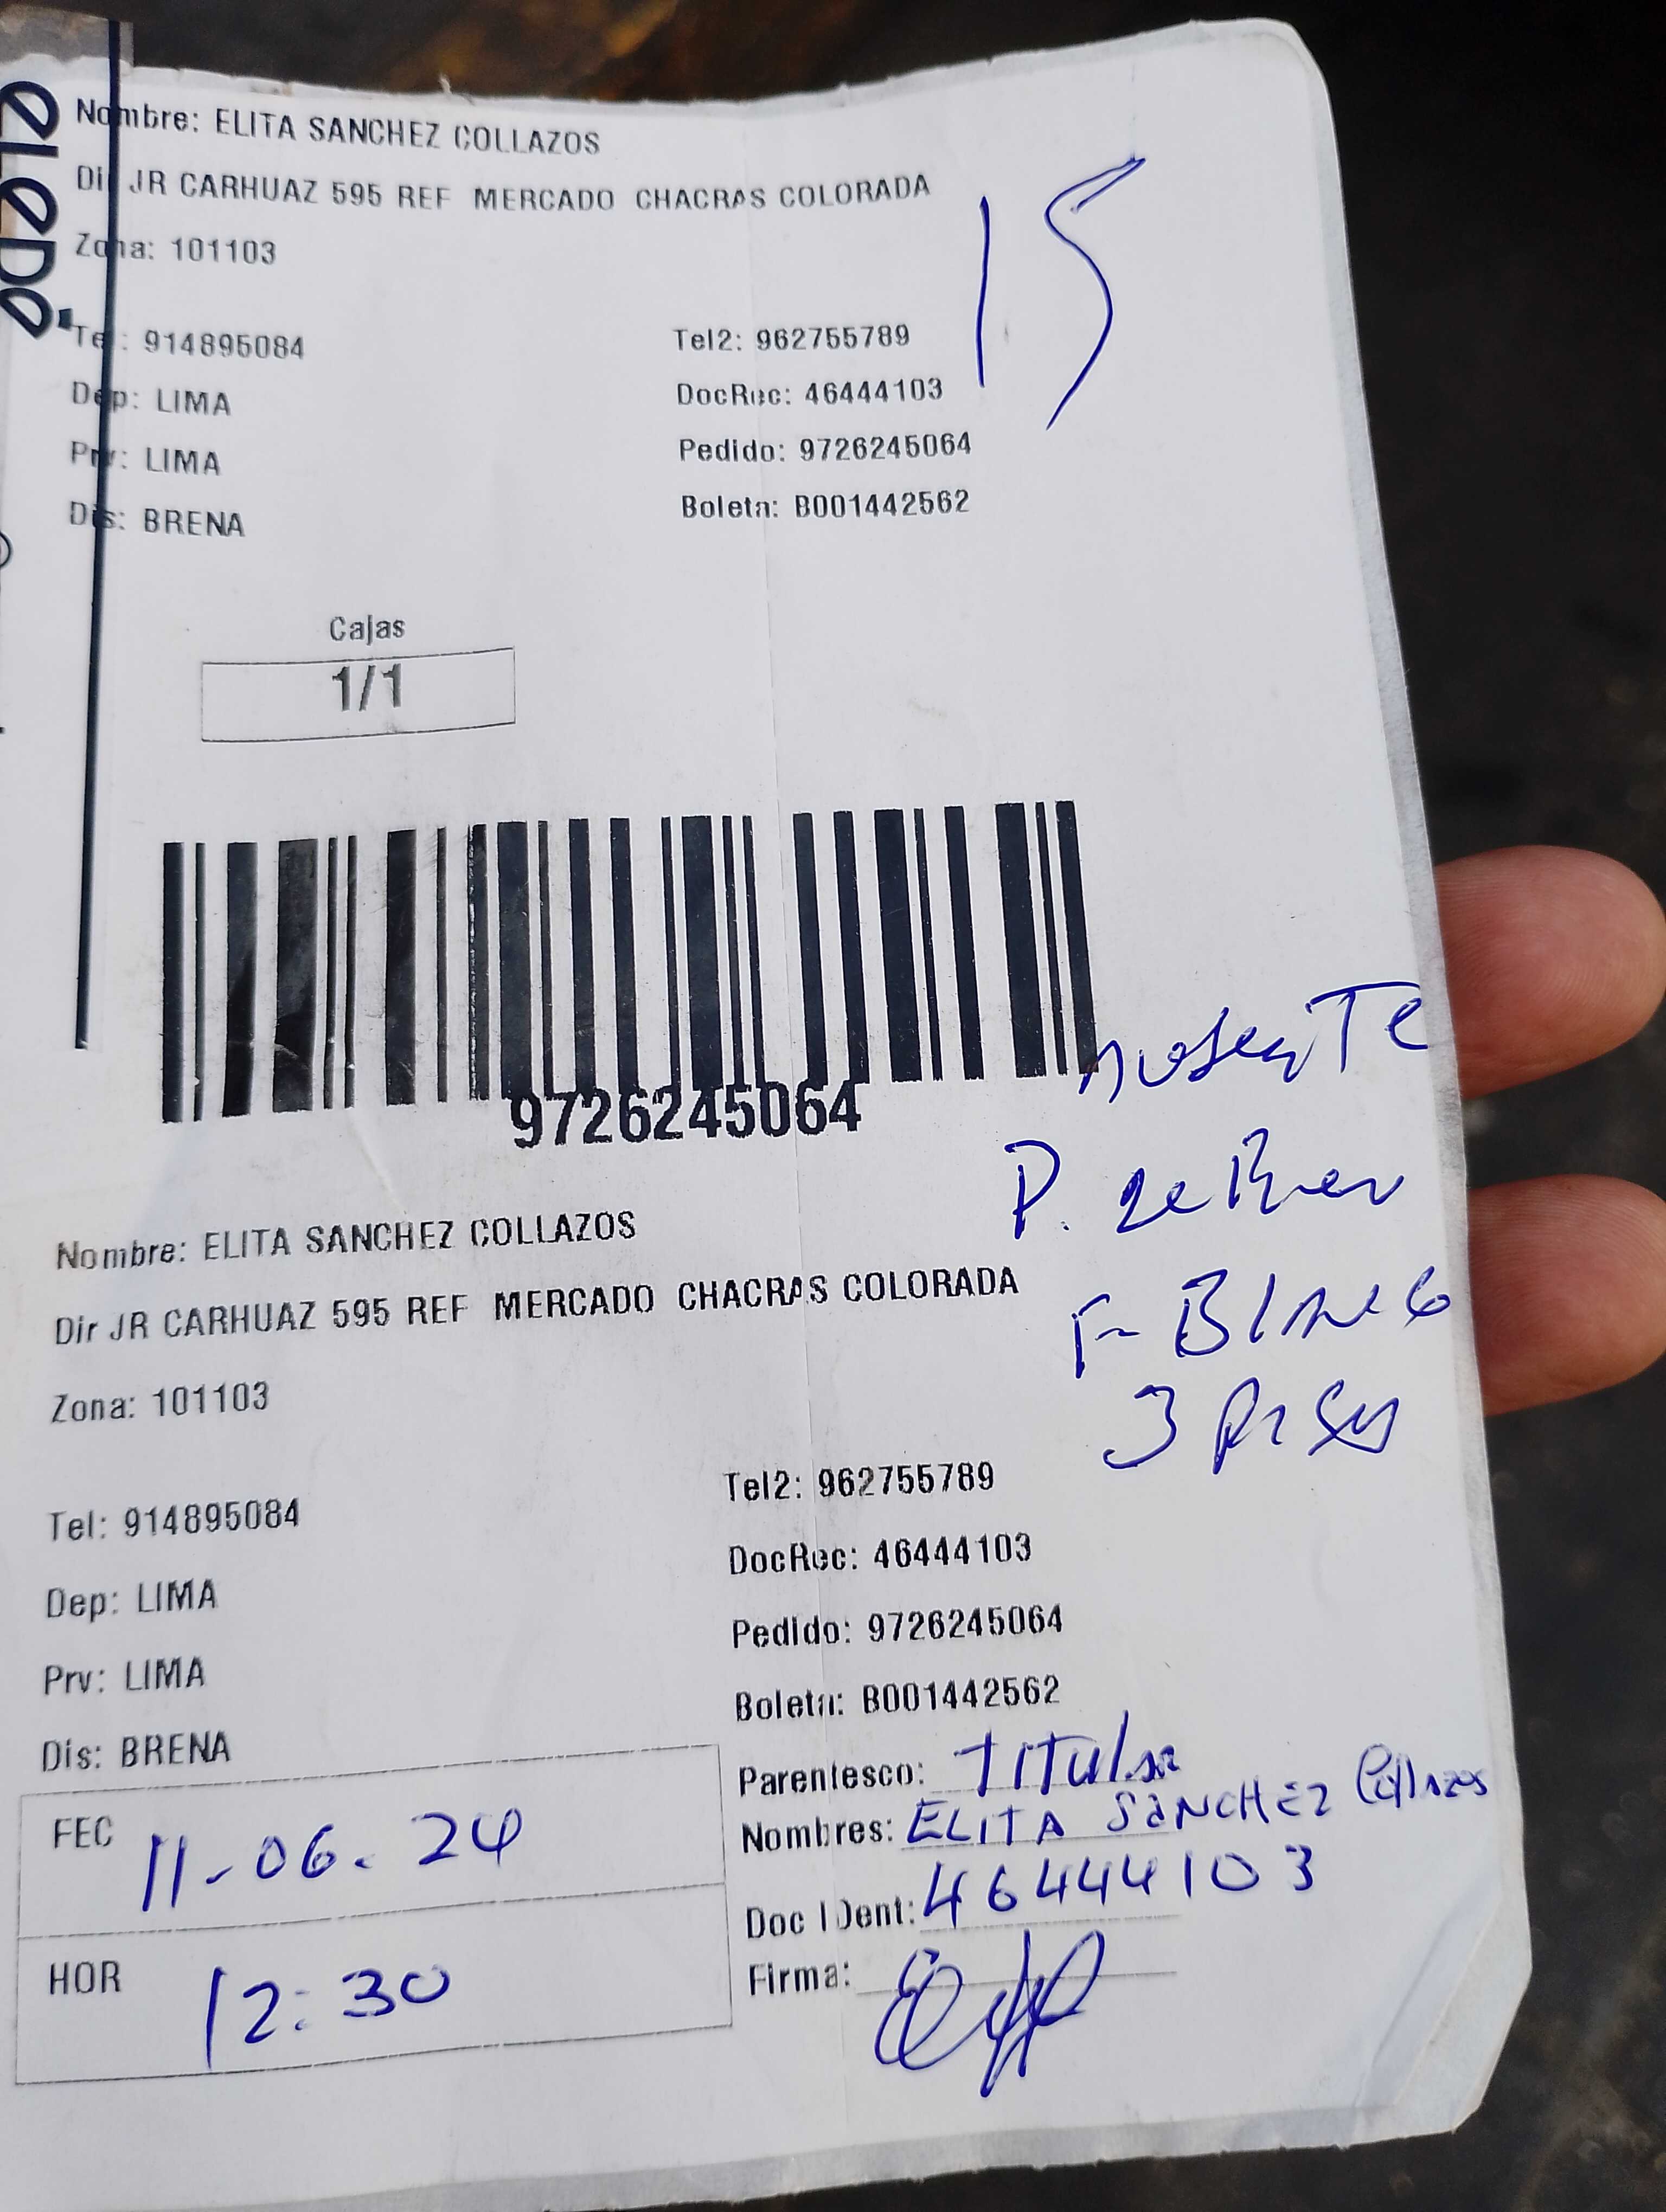 Nombre: ELITA SANCHEZ COLLAZOS
Dir JR CARHUAZ 595 REF MERCADO CHACRAS COLORADA
Zona: 101103
15
Tel: 914895084 Tel2: 962755789
Dep: LIMA DocRec: 46444103
Prv: LIMA Pedido: 9726245064
Dis: BRENA Boleta: B001442562
Cajas
1/1
9726245064
AusenTe
P.
F- BlAnco
3 Pisos
Nombre: ELITA SANCHEZ COLLAZOS
Dir JR CARHUAZ 595 REF MERCADO CHACRAS COLORADA
Zona: 101103
Tel: 914895084 Tel2: 962755789
Dep: LIMA DocRec: 46444103
Prv: LIMA Pedido: 9726245064
Dis: BRENA Boleta: B001442562
Parentesco: TITular
Nombres: ELITA SANCHEZ Collazos
FEC 11-06.24
Doc IDent: 46444103
HOR 12:30
Firma: